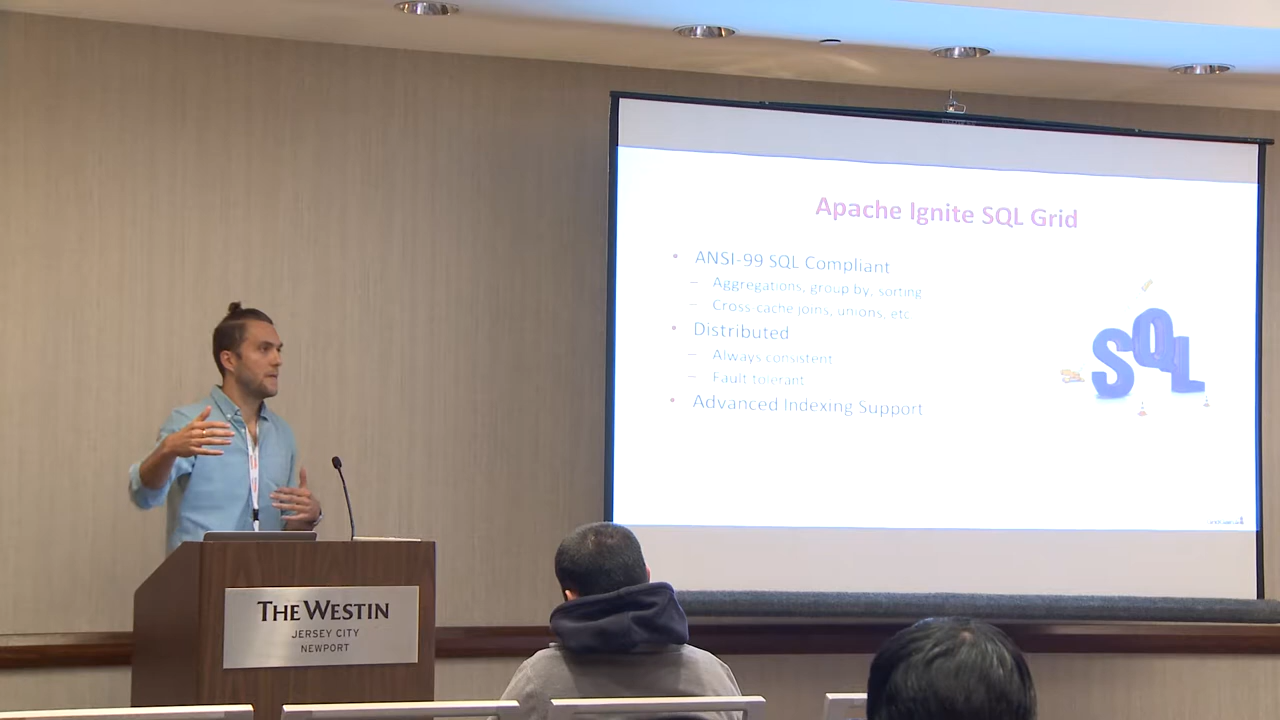 Apache Ignite SQL Grid
• ANSI-99 SQL Compliant
– Aggregations, group by, sorting
– Cross-cache joins, unions, etc
• Distributed
– Always consistent
– Fault tolerant
• Advanced Indexing Support
SQL
THE WESTIN
JERSEY CITY
NEWPORT